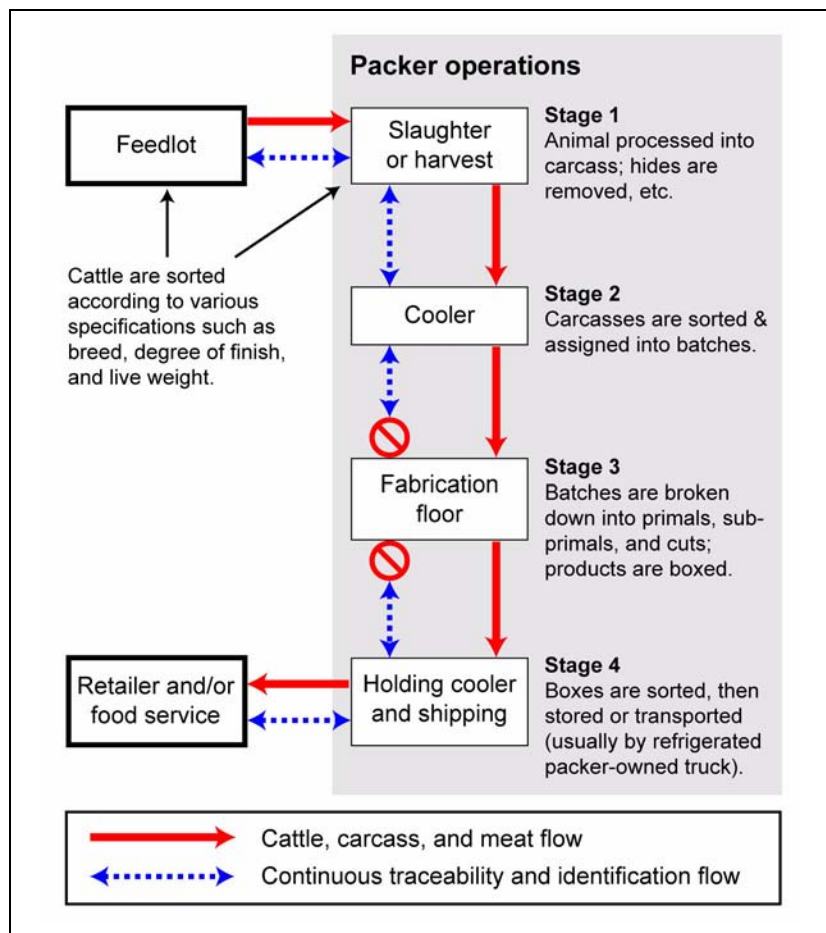 Packer operations
Feedlot
Slaughter
or harvest
Stage 1
Animal processed into
carcass; hides are
removed, etc.
Cattle are sorted
according to various
specifications such as
breed, degree of finish,
and live weight.
Cooler
Stage 2
Carcasses are sorted &
assigned into batches.
Fabrication
floor
Stage 3
Batches are broken
down into primals, sub-
primals, and cuts;
products are boxed.
Retailer and/or
food service
Holding cooler
and shipping
Stage 4
Boxes are sorted, then
stored or transported
(usually by refrigerated
packer-owned truck).
Cattle, carcass, and meat flow
Continuous traceability and identification flow